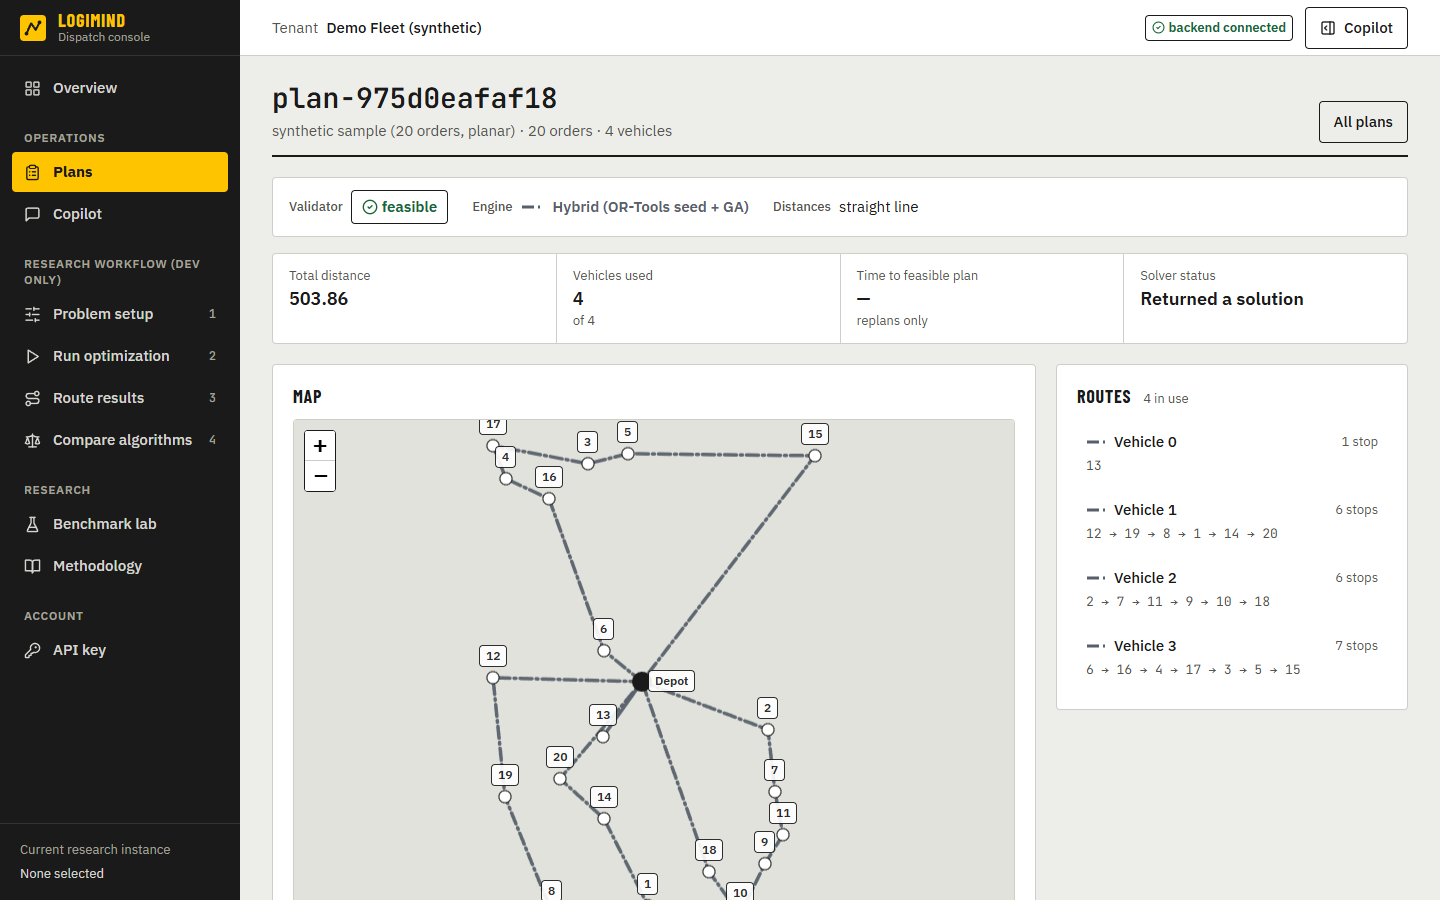 LOGIMIND
Dispatch console
Overview
OPERATIONS
Plans
Copilot
RESEARCH WORKFLOW (DEV
ONLY)
Problem setup 1
Run optimization 2
Route results 3
Compare algorithms 4
RESEARCH
Benchmark lab
Methodology
ACCOUNT
API key
Current research instance
None selected
Tenant Demo Fleet (synthetic)
backend connected
Copilot
plan-975d0eafaf18
synthetic sample (20 orders, planar) · 20 orders · 4 vehicles
All plans
Validator feasible Engine Hybrid (OR-Tools seed + GA) Distances straight line
Total distance
503.86
Vehicles used
4
of 4
Time to feasible plan
—
replans only
Solver status
Returned a solution
MAP
+
−
17
3
5
15
4
16
6
12
Depot
13
2
20
7
19
14
11
9
18
1
10
8
ROUTES 4 in use
Vehicle 0 1 stop
13
Vehicle 1 6 stops
12 → 19 → 8 → 1 → 14 → 20
Vehicle 2 6 stops
2 → 7 → 11 → 9 → 10 → 18
Vehicle 3 7 stops
6 → 16 → 4 → 17 → 3 → 5 → 15